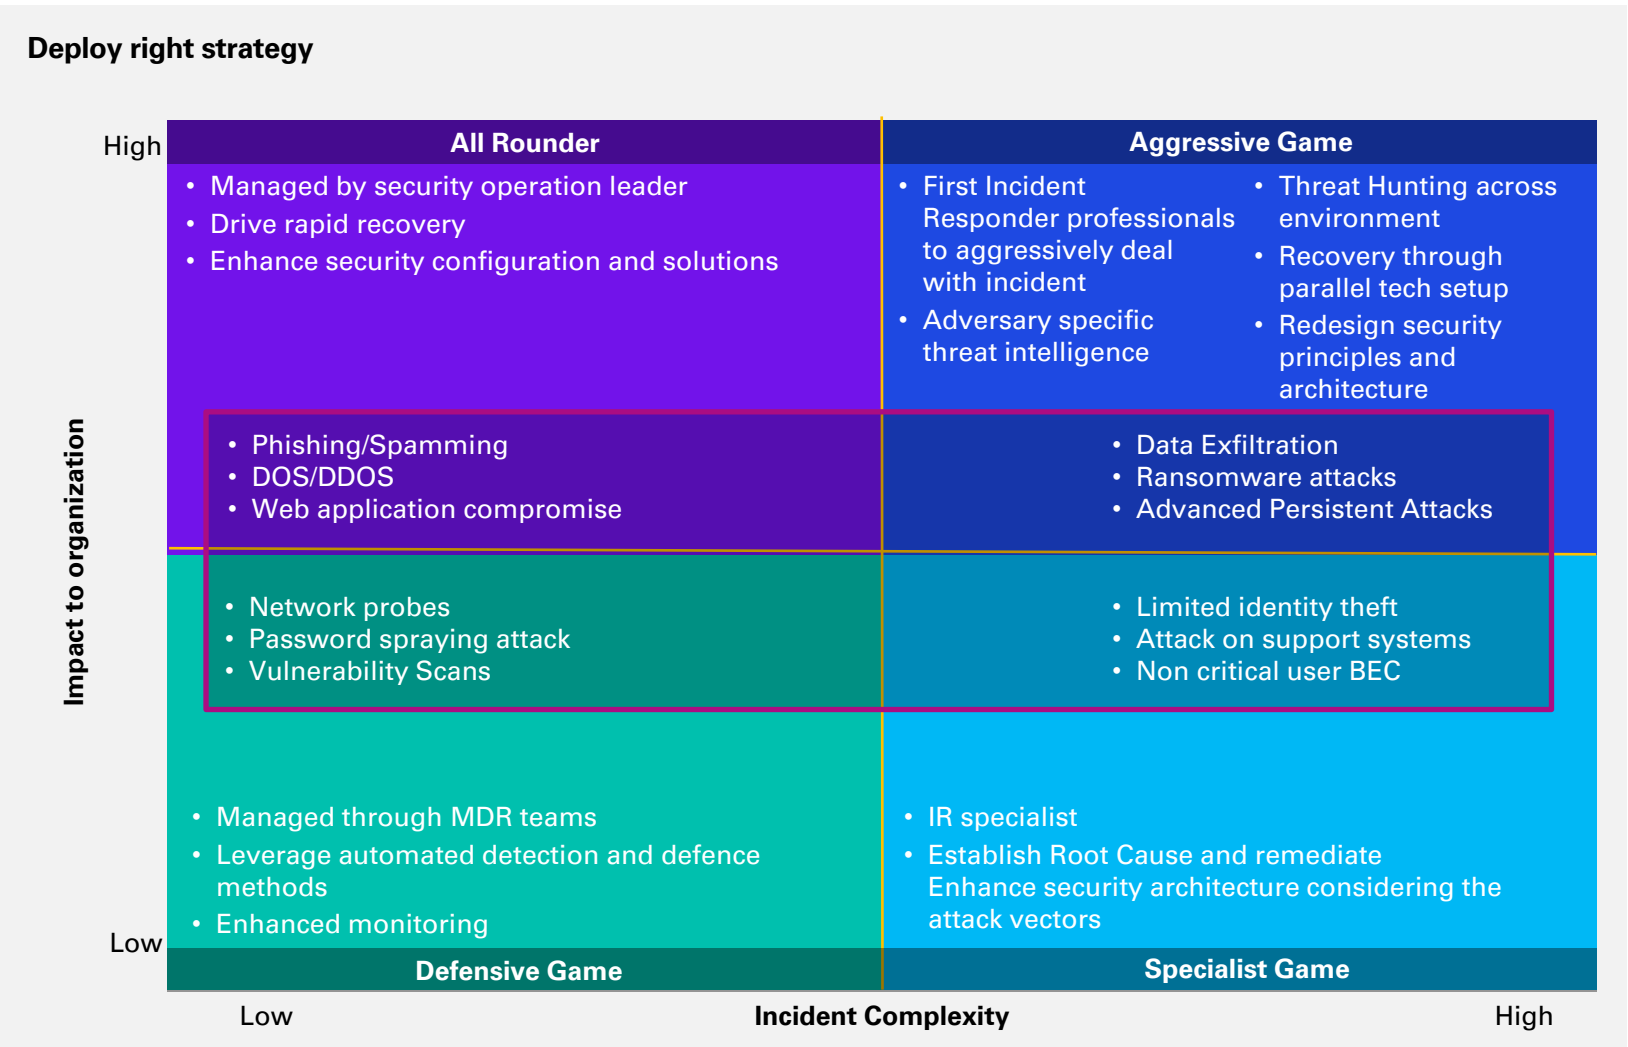 Deploy right strategy
High
All Rounder
• Managed by security operation leader
• Drive rapid recovery
• Enhance security configuration and solutions
Aggressive Game
• First Incident
Responder professionals
to aggressively deal
with incident
• Adversary specific
threat intelligence
• Threat Hunting across
environment
• Recovery through
parallel tech setup
• Redesign security
principles and
architecture
Impact to organization
• Phishing/Spamming
• DOS/DDOS
• Web application compromise
• Data Exfiltration
• Ransomware attacks
• Advanced Persistent Attacks
• Network probes
• Password spraying attack
• Vulnerability Scans
• Limited identity theft
• Attack on support systems
• Non critical user BEC
• Managed through MDR teams
• Leverage automated detection and defence
methods
• Enhanced monitoring
• IR specialist
• Establish Root Cause and remediate
Enhance security architecture considering the
attack vectors
Low
Defensive Game
Specialist Game
Low
Incident Complexity
High